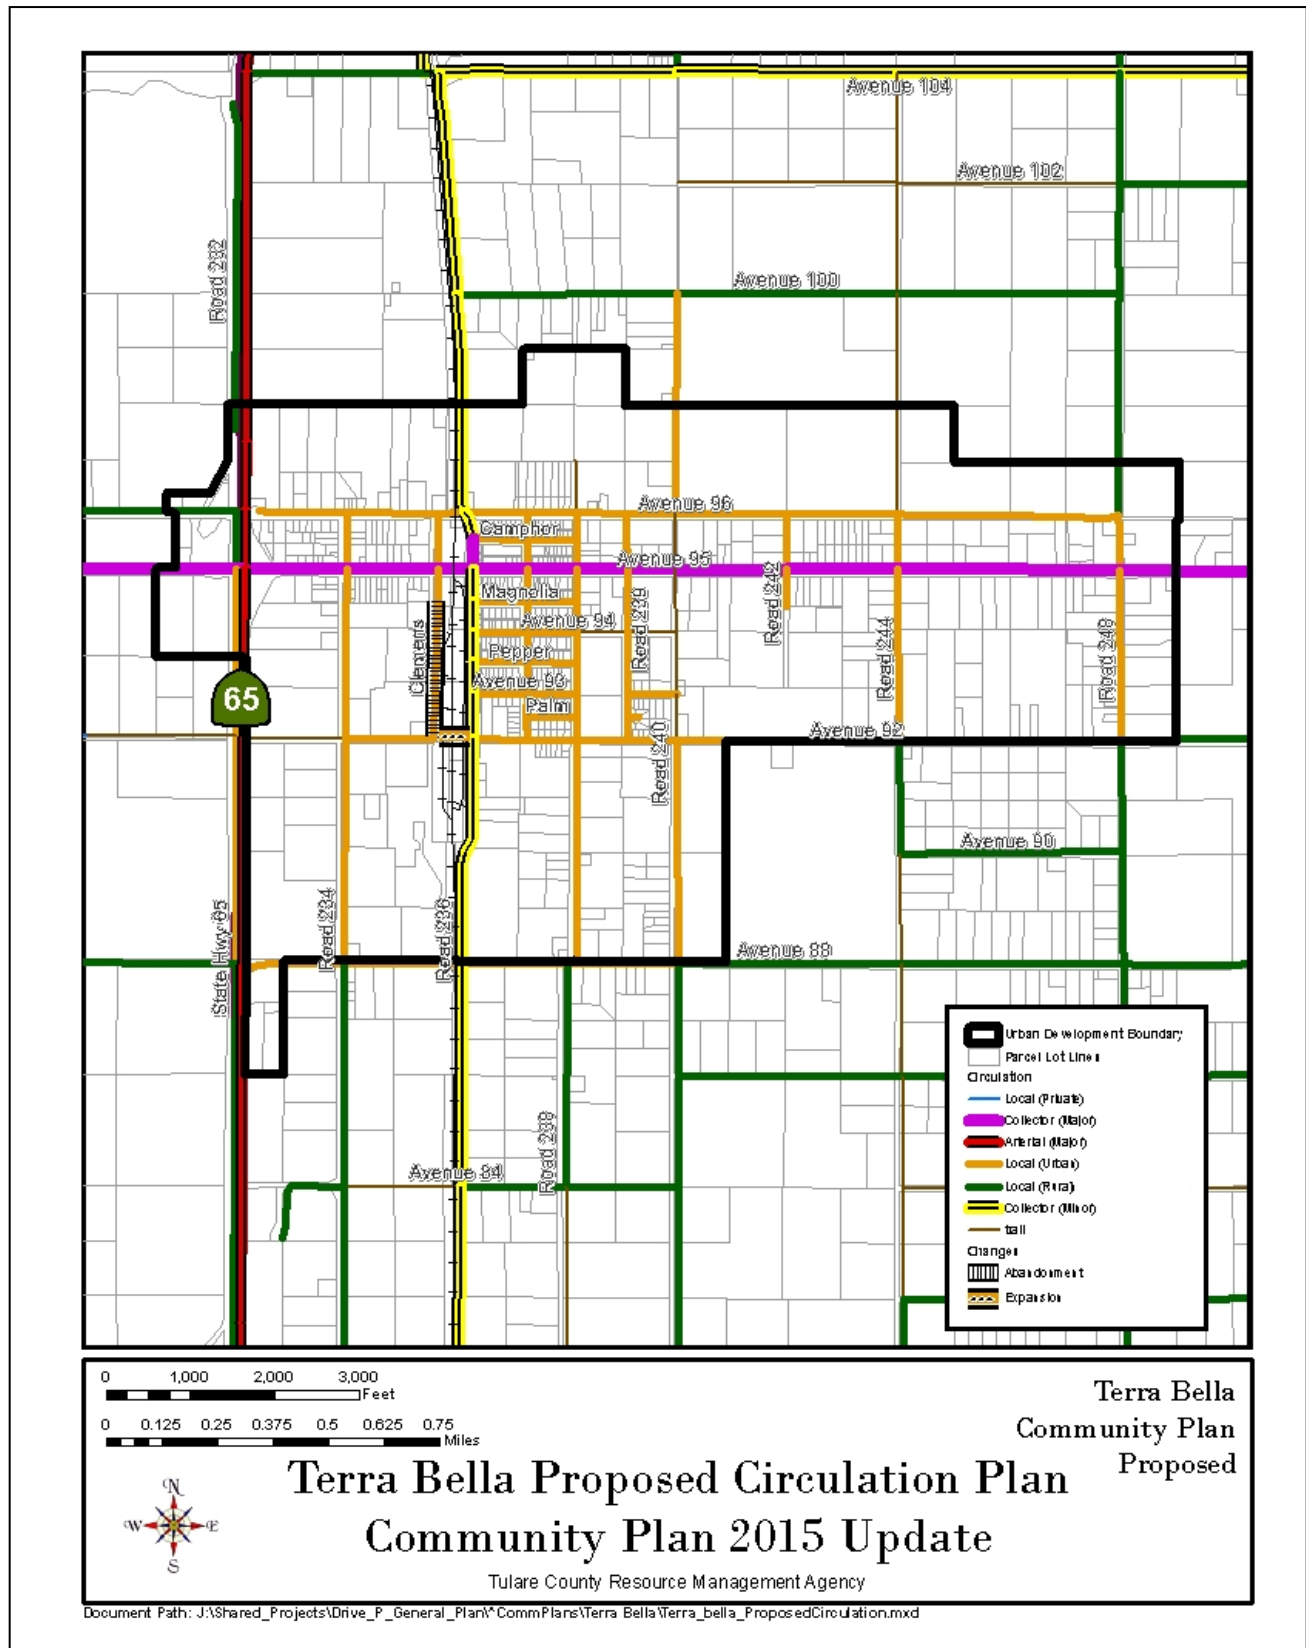 Avenue 104
Avenue 102
Road 232
Avenue 100
Avenue 96
Camphor
Avenue 95
Magnolia
Road 242
Avenue 94
Road 239
Clemens
Road 244
Road 248
Pepper
Avenue 93
65
Palm
Avenue 92
Road 240
Avenue 90
State Hwy 65
Road 234
Road 236
Avenue 88
Urban Development Boundary
Parcel Lot Lines
Circulation
Local (Private)
Collector (Major)
Arterial (Major)
Local (Urban)
Local (Rural)
Collector (Minor)
trail
Changes
Abandonment
Expansion
Road 238
Avenue 84
0 1,000 2,000 3,000
Feet
0 0.125 0.25 0.375 0.5 0.625 0.75
Miles
Terra Bella
Community Plan
Proposed
N
W E
S
Terra Bella Proposed Circulation Plan
Community Plan 2015 Update
Tulare County Resource Management Agency
Document Path: J:\Shared_Projects\Drive_P_General_Plan\^CommPlans\Terra Bella\Terra_bella_ProposedCirculation.mxd